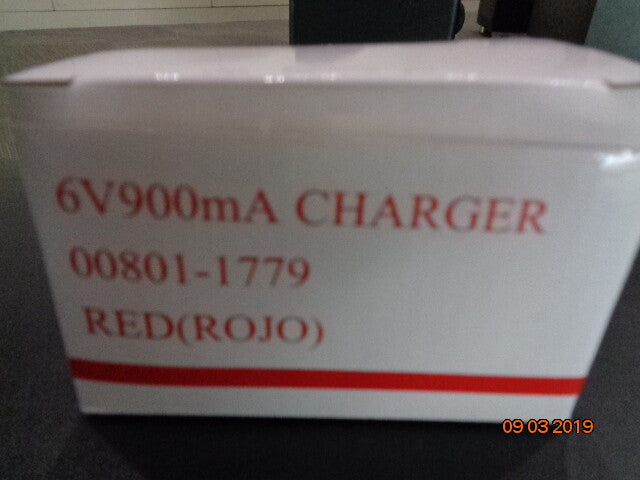 6V900mA CHARGER
00801-1779
RED(ROJO)
09 03 2019